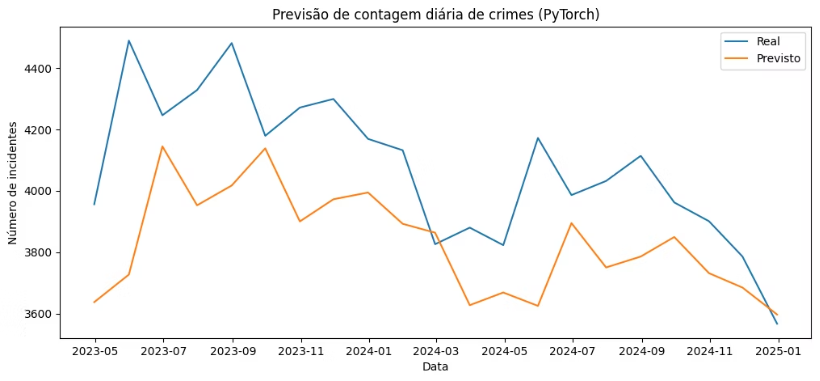 Previsão de contagem diária de crimes (PyTorch)
Real
Previsto
Número de incidentes
4400
4200
4000
3800
3600
2023-05 2023-07 2023-09 2023-11 2024-01 2024-03 2024-05 2024-07 2024-09 2024-11 2025-01
Data